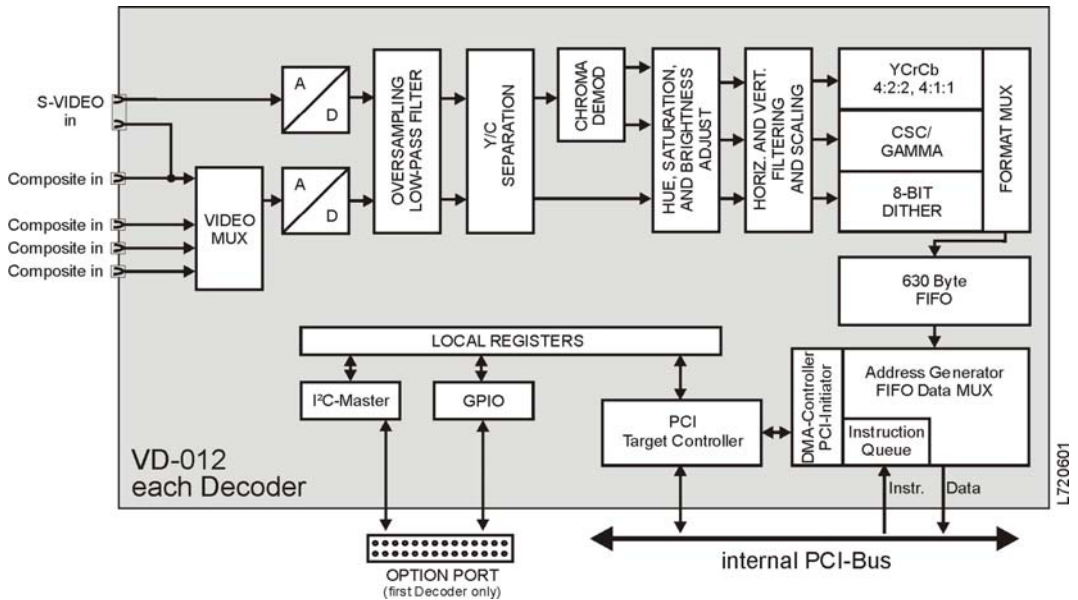 S-VIDEO
in
Composite in
Composite in
Composite in
Composite in
VIDEO
MUX
A
D
A
D
OVERSAMPLING
LOW-PASS FILTER
Y/C
SEPARATION
CHROMA
DEMOD
HUE, SATURATION,
AND BRIGHTNESS
ADJUST
HORIZ. AND VERT.
FILTERING
AND SCALING
YCrCb
4:2:2, 4:1:1
CSC/
GAMMA
8-BIT
DITHER
FORMAT MUX
630 Byte
FIFO
LOCAL REGISTERS
I²C-Master
GPIO
PCI
Target Controller
DMA-Controller
PCI-Initiator
Address Generator
FIFO Data MUX
Instruction
Queue
Instr.
Data
VD-012
each Decoder
L720601
OPTION PORT
(first Decoder only)
internal PCI-Bus